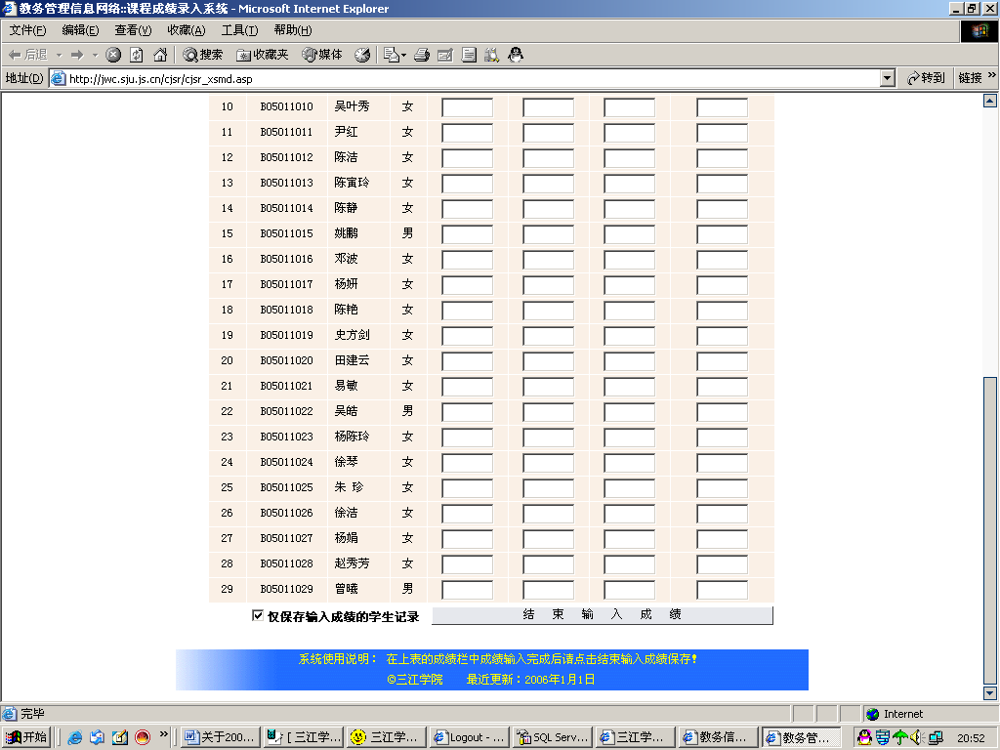 教务管理信息网络::课程成绩录入系统 - Microsoft Internet Explorer
文件(F) 编辑(E) 查看(V) 收藏(A) 工具(T) 帮助(H)
后退 搜索 收藏夹 媒体
地址(D) http://jwc.sju.js.cn/cjsr/cjsr_xsmd.asp 转到 链接 »
10 B05011010 吴叶秀 女
11 B05011011 尹红 女
12 B05011012 陈洁 女
13 B05011013 陈寅玲 女
14 B05011014 陈静 女
15 B05011015 姚鹏 男
16 B05011016 邓波 女
17 B05011017 杨妍 女
18 B05011018 陈艳 女
19 B05011019 史方剑 女
20 B05011020 田建云 女
21 B05011021 易敏 女
22 B05011022 吴皓 男
23 B05011023 杨陈玲 女
24 B05011024 徐琴 女
25 B05011025 朱 珍 女
26 B05011026 徐洁 女
27 B05011027 杨娟 女
28 B05011028 赵秀芳 女
29 B05011029 曾曦 男
仅保存输入成绩的学生记录 结 束 输 入 成 绩
系统使用说明： 在上表的成绩栏中成绩输入完成后请点击结束输入成绩保存！
©三江学院 最近更新：2006年1月1日
完毕 Internet
开始 » 关于200... [ 三江学... 三江学... Logout - ... SQL Serv... 三江学... 教务信... 教务管... 20:52